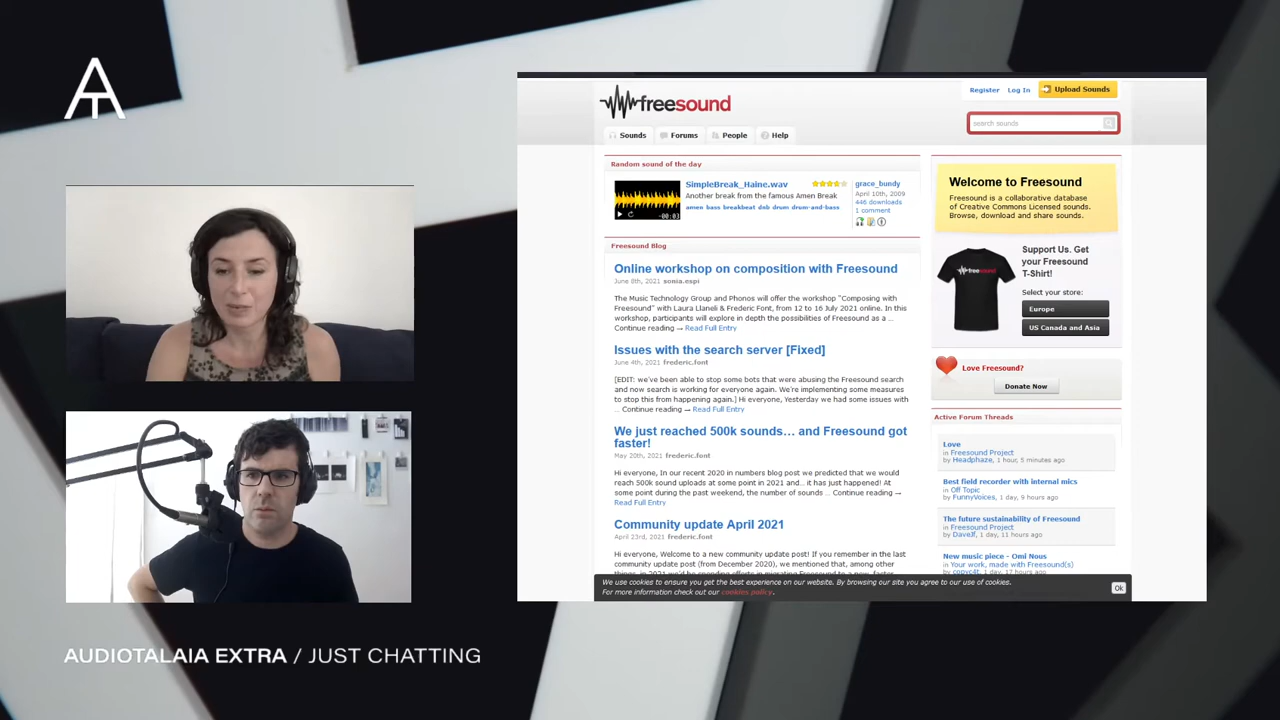 AT
freesound
Register Log In Upload Sounds
search sounds
Sounds Forums People Help
Random sound of the day
SimpleBreak_Haine.wav
Another break from the famous Amen Break
amen bass breakbeat dnb drum drum-and-bass
-00:03
grace_bundy
April 10th, 2009
446 downloads
1 comment
Freesound Blog
Online workshop on composition with Freesound
June 8th, 2021 sonia.espi
The Music Technology Group and Phonos will offer the workshop "Composing with
Freesound" with Laura Llaneli & Frederic Font, from 12 to 16 July 2021 online. In this
workshop, participants will explore in depth the possibilities of Freesound as a ...
Continue reading → Read Full Entry
Issues with the search server [Fixed]
June 4th, 2021 frederic.font
[EDIT: we've been able to stop some bots that were abusing the Freesound search
and now search is working for everyone again. We're implementing some measures
to stop this from happening again.] Hi everyone, Yesterday we had some issues with
... Continue reading → Read Full Entry
We just reached 500k sounds... and Freesound got
faster!
May 20th, 2021 frederic.font
Hi everyone, In our recent 2020 in numbers blog post we predicted that we would
reach 500k sound uploads at some point in 2021 and... it has just happened! At
some point during the past weekend, the number of sounds ... Continue reading →
Read Full Entry
Community update April 2021
April 23rd, 2021 frederic.font
Hi everyone, Welcome to a new community update post! If you remember in the last
community update post (from December 2020), we mentioned that, among other
Welcome to Freesound
Freesound is a collaborative database
of Creative Commons Licensed sounds.
Browse, download and share sounds.
freesound
Support Us. Get
your Freesound
T-Shirt!
Select your store:
Europe
US Canada and Asia
Love Freesound?
Donate Now
Active Forum Threads
Love
in Freesound Project
by Headphaze, 1 hour, 5 minutes ago
Best field recorder with internal mics
in Off Topic
by FunnyVoices, 1 day, 9 hours ago
The future sustainability of Freesound
in Freesound Project
by DaveJf, 1 day, 11 hours ago
New music piece - Omï Nous
in Your work, made with Freesound(s)
by copyc4t, 1 day, 17 hours ago
We use cookies to ensure you get the best experience on our website. By browsing our site you agree to our use of cookies.
For more information check out our cookies policy.
Ok
AUDIOTALAIA EXTRA / JUST CHATTING